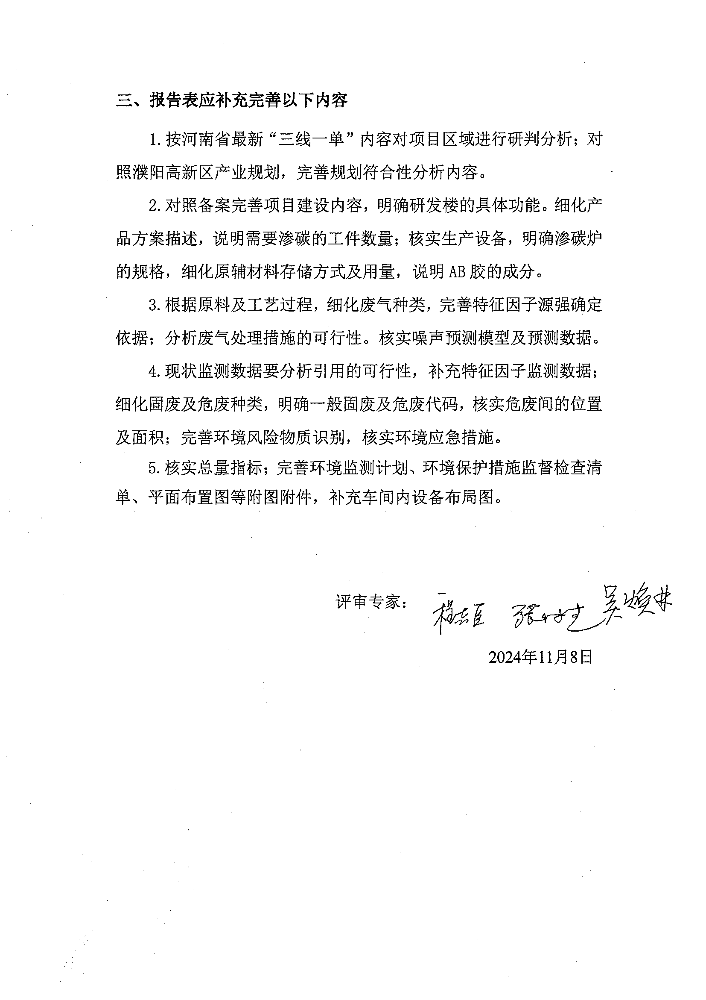 三、报告表应补充完善以下内容
1.按河南省最新“三线一单”内容对项目区域进行研判分析；对
照濮阳高新区产业规划，完善规划符合性分析内容。
2.对照备案完善项目建设内容，明确研发楼的具体功能。细化产
品方案描述，说明需要渗碳的工件数量；核实生产设备，明确渗碳炉
的规格，细化原辅材料存储方式及用量，说明AB胶的成分。
3.根据原料及工艺过程，细化废气种类，完善特征因子源强确定
依据；分析废气处理措施的可行性。核实噪声预测模型及预测数据。
4.现状监测数据要分析引用的可行性，补充特征因子监测数据；
细化固废及危废种类，明确一般固废及危废代码，核实危废间的位置
及面积；完善环境风险物质识别，核实环境应急措施。
5.核实总量指标；完善环境监测计划、环境保护措施监督检查清
单、平面布置图等附图附件，补充车间内设备布局图。
评审专家： 吴焕林
2024年11月8日